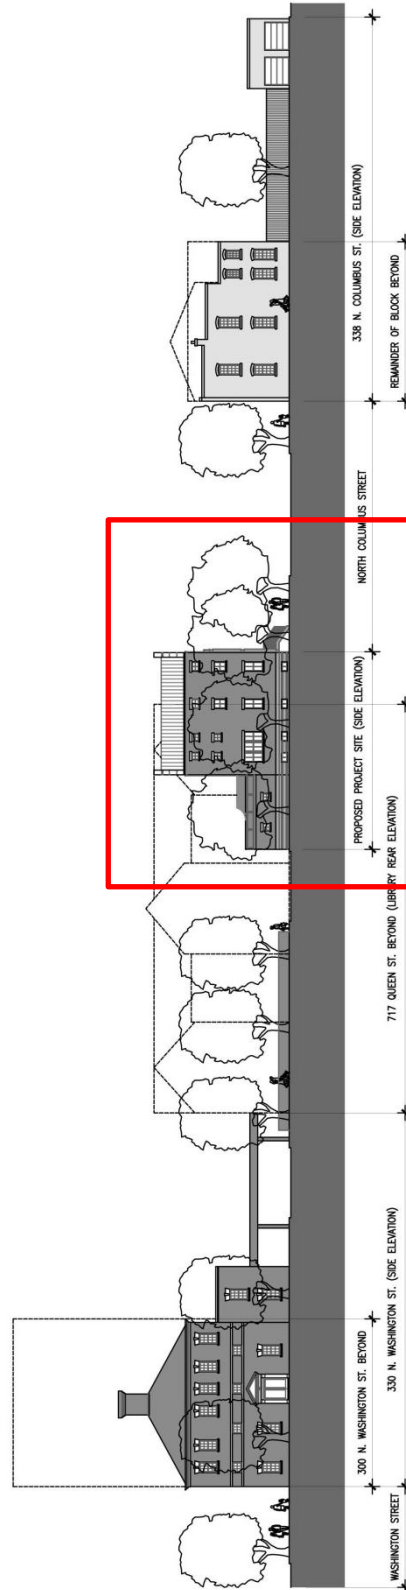 WASHINGTON STREET
300 N. WASHINGTON ST. BEYOND
330 N. WASHINGTON ST. (SIDE ELEVATION)
717 QUEEN ST. BEYOND (LIBRARY REAR ELEVATION)
PROPOSED PROJECT SITE (SIDE ELEVATION)
NORTH COLUMBUS STREET
REMAINDER OF BLOCK BEYOND
338 N. COLUMBUS ST. (SIDE ELEVATION)